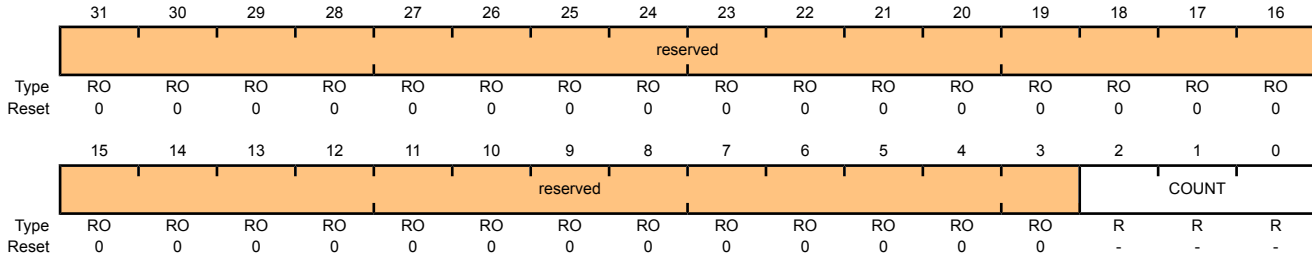 31 30 29 28 27 26 25 24 23 22 21 20 19 18 17 16
reserved
Type RO RO RO RO RO RO RO RO RO RO RO RO RO RO RO RO
Reset 0 0 0 0 0 0 0 0 0 0 0 0 0 0 0 0
15 14 13 12 11 10 9 8 7 6 5 4 3 2 1 0
reserved COUNT
Type RO RO RO RO RO RO RO RO RO RO RO RO RO R R R
Reset 0 0 0 0 0 0 0 0 0 0 0 0 0 - - -